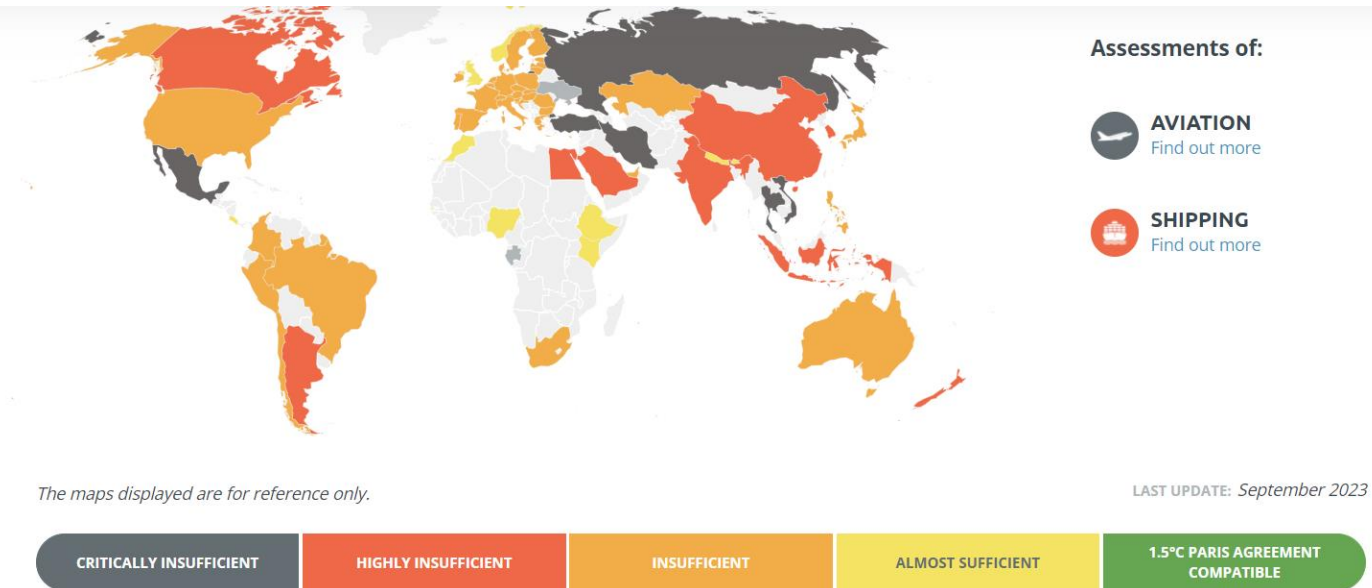 Assessments of:
AVIATION
Find out more
SHIPPING
Find out more
The maps displayed are for reference only.
LAST UPDATE: September 2023
CRITICALLY INSUFFICIENT
HIGHLY INSUFFICIENT
INSUFFICIENT
ALMOST SUFFICIENT
1.5°C PARIS AGREEMENT
COMPATIBLE